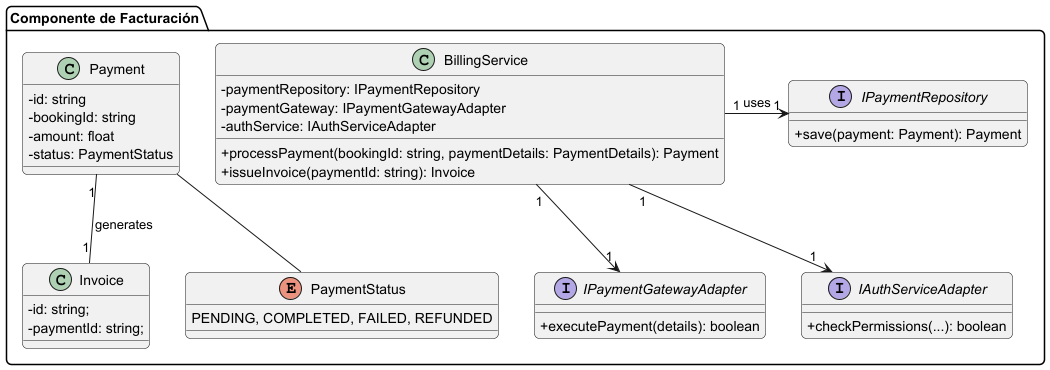 Componente de Facturación
C Payment
-id: string
-bookingId: string
-amount: float
-status: PaymentStatus
C BillingService
-paymentRepository: IPaymentRepository
-paymentGateway: IPaymentGatewayAdapter
-authService: IAuthServiceAdapter
+processPayment(bookingId: string, paymentDetails: PaymentDetails): Payment
+issueInvoice(paymentId: string): Invoice
1 uses 1
I IPaymentRepository
+save(payment: Payment): Payment
1
generates
1
1
1
1
1
C Invoice
-id: string;
-paymentId: string;
E PaymentStatus
PENDING, COMPLETED, FAILED, REFUNDED
I IPaymentGatewayAdapter
+executePayment(details): boolean
I IAuthServiceAdapter
+checkPermissions(...): boolean